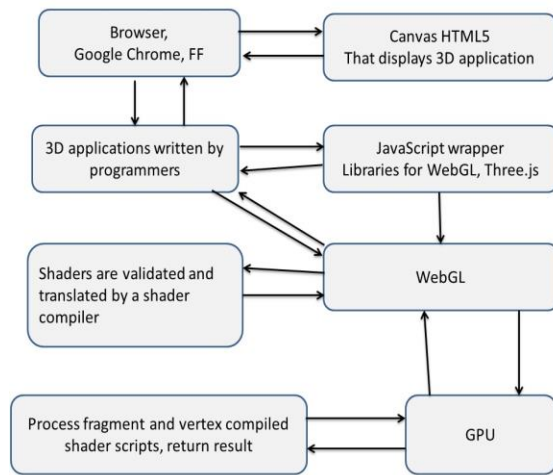 Browser,
Google Chrome, FF
Canvas HTML5
That displays 3D application
3D applications written by
programmers
JavaScript wrapper
Libraries for WebGL, Three.js
Shaders are validated and
translated by a shader
compiler
WebGL
Process fragment and vertex compiled
shader scripts, return result
GPU